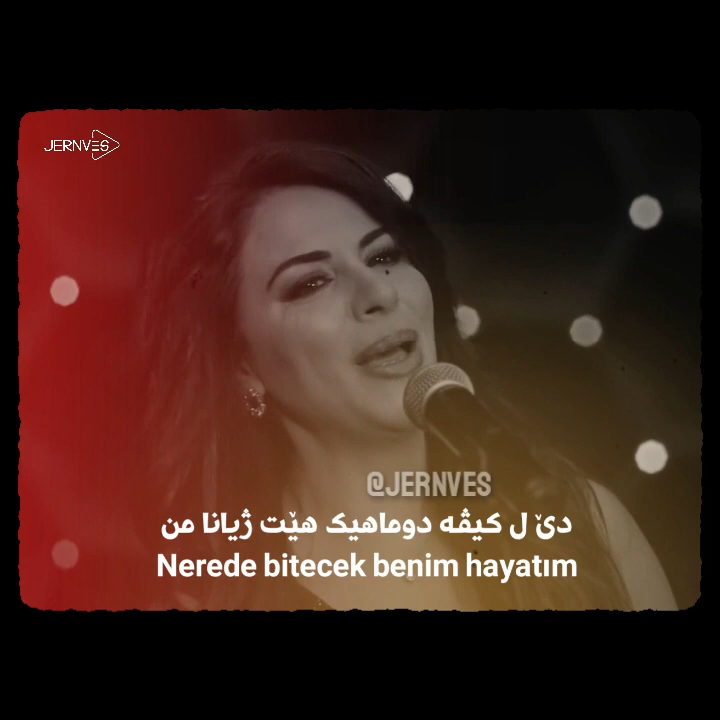 JERNVES
@JERNVES
دێ ل کیڤە دوماهیک هێت ژیانا من
Nerede bitecek benim hayatım